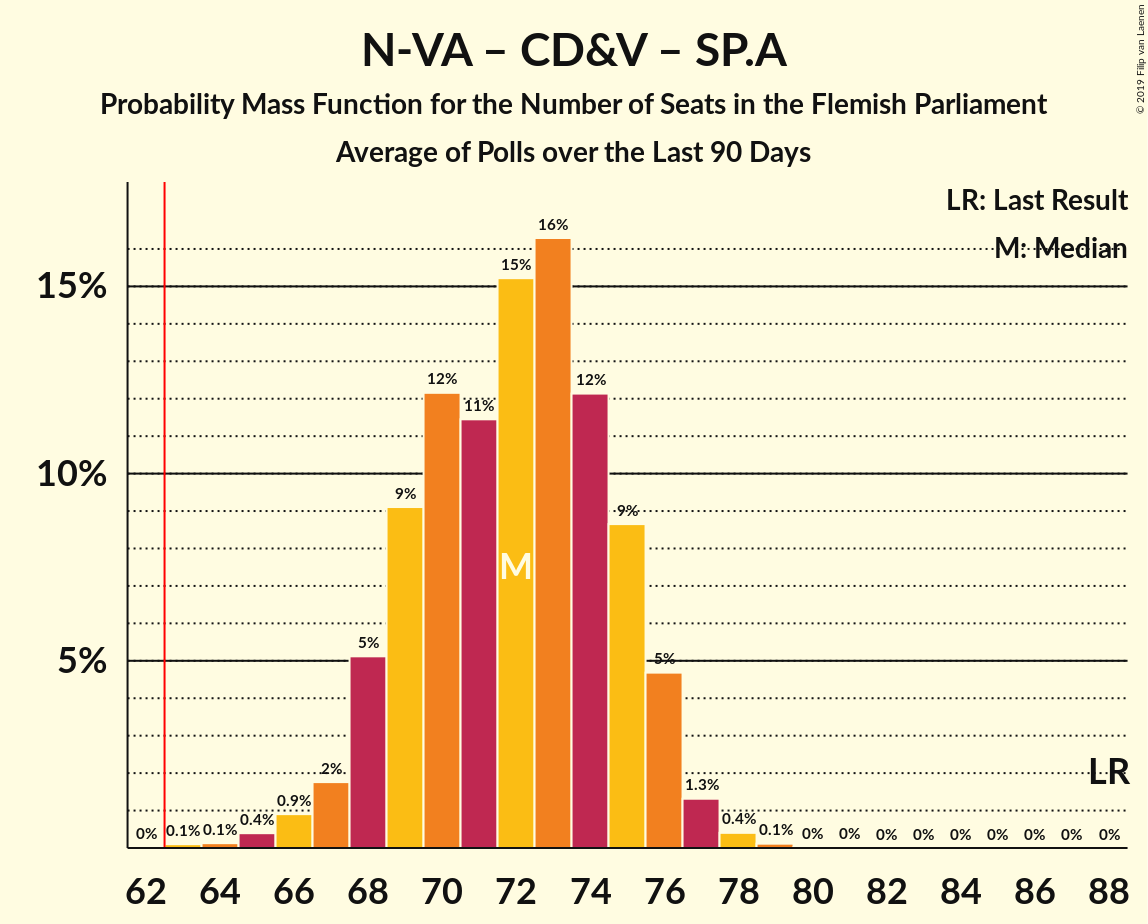 N-VA – CD&V – SP.A
Probability Mass Function for the Number of Seats in the Flemish Parliament
Average of Polls over the Last 90 Days
© 2019 Filip van Laenen
LR: Last Result
M: Median
15%
10%
5%
0% 0.1% 0.1% 0.4% 0.9% 2% 5% 9% 12% 11% 15% 16% 12% 9% 5% 1.3% 0.4% 0.1% 0% 0% 0% 0% 0% 0% 0% 0% 0%
M
LR
62 64 66 68 70 72 74 76 78 80 82 84 86 88